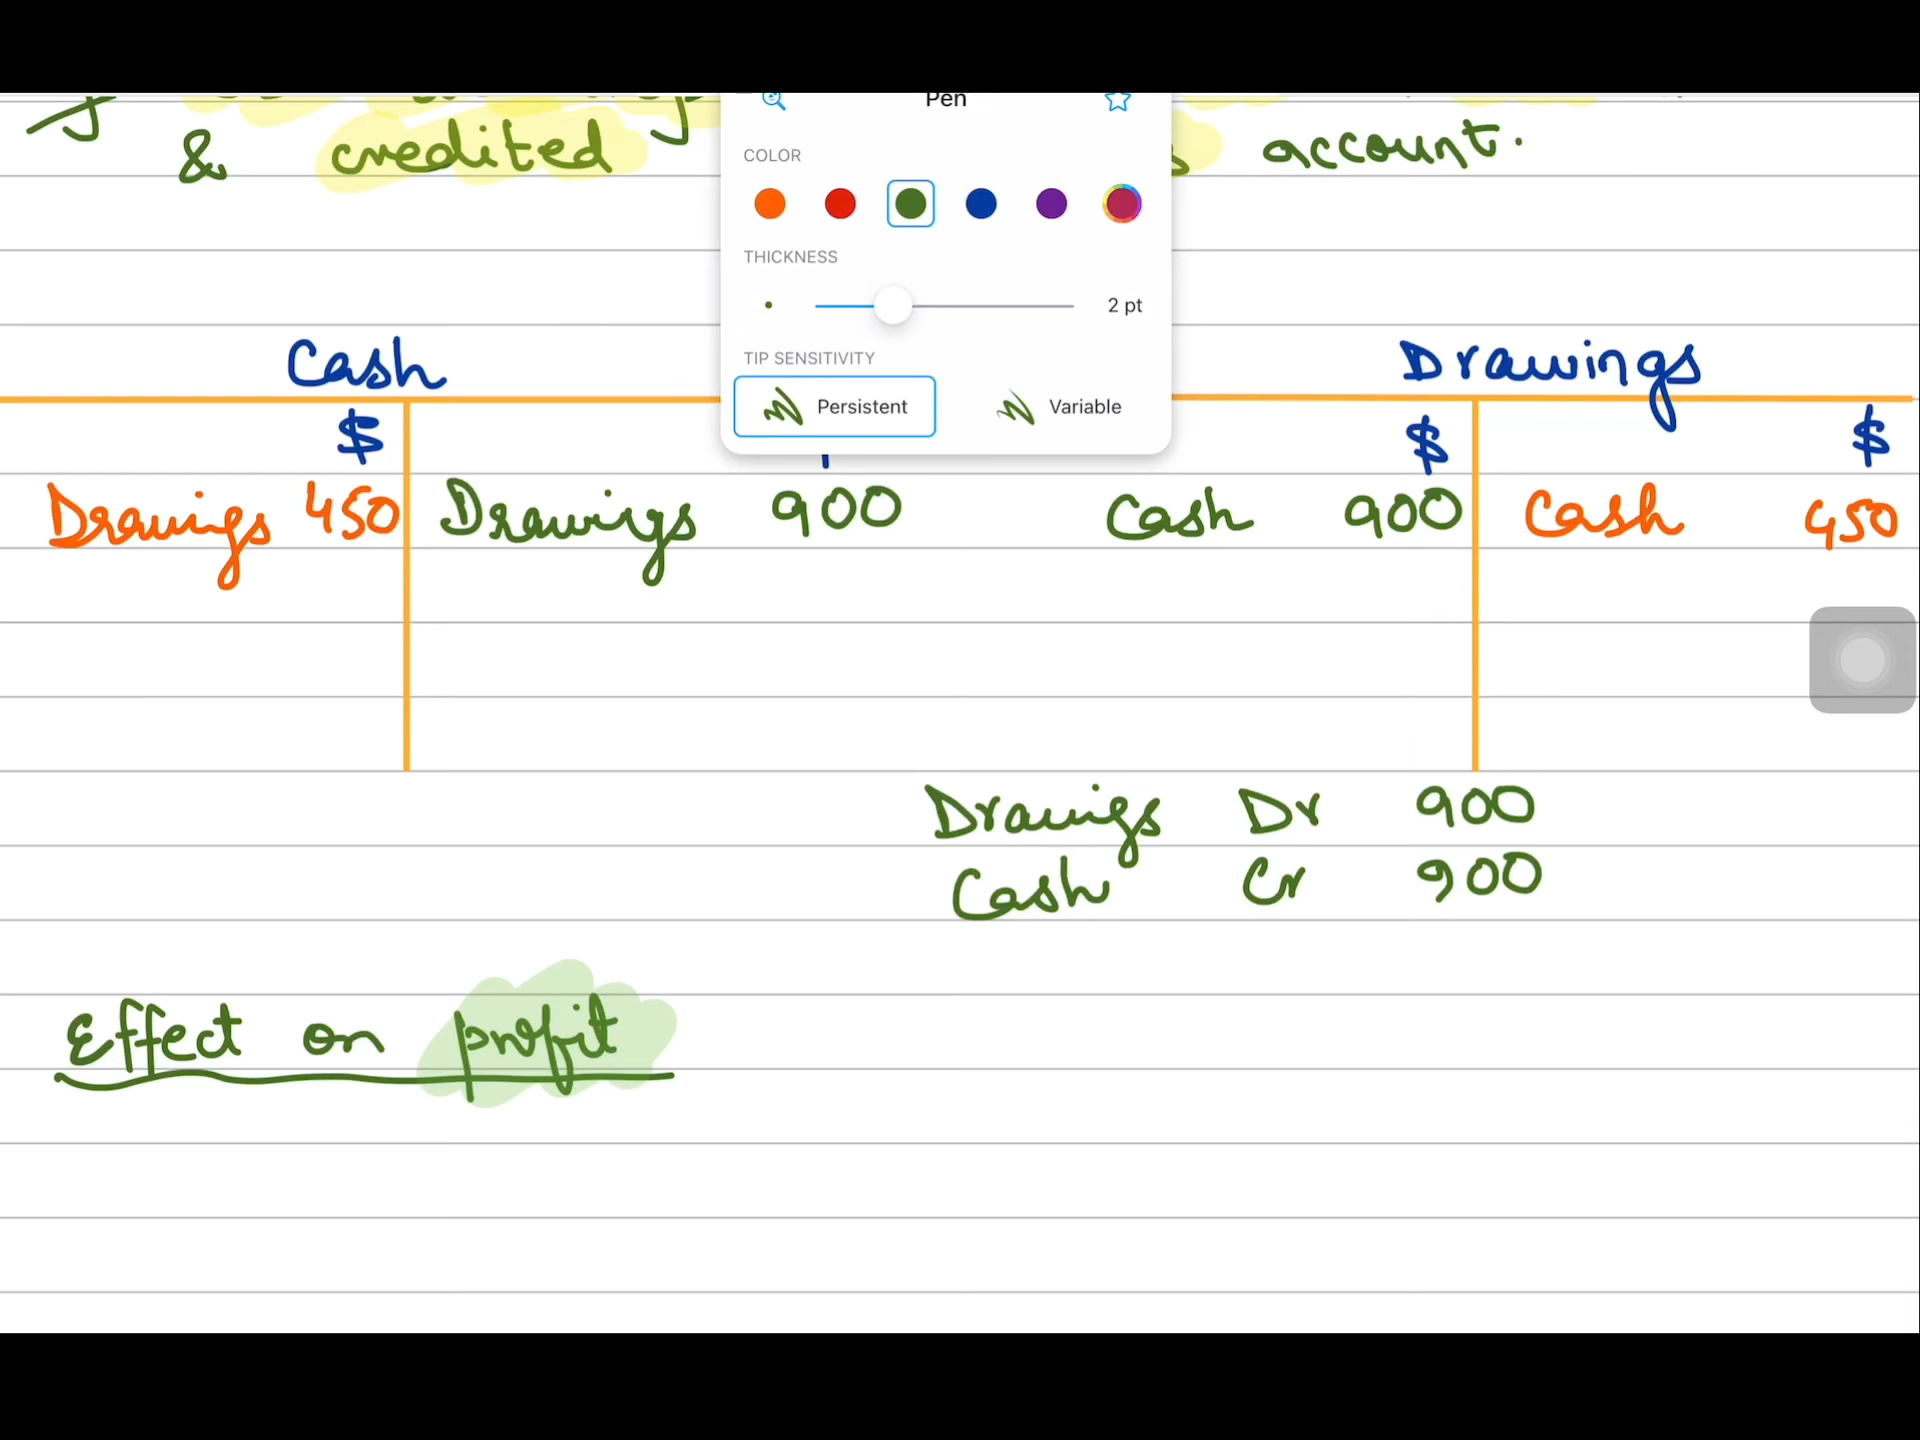 Pen
& credited account.
COLOR
THICKNESS
2 pt
TIP SENSITIVITY
Persistent Variable
Cash Drawings
$ $ $
Drawings 450 Drawings 900 Cash 900 Cash 450
Drawings Dr 900
Cash Cr 900
Effect on profit